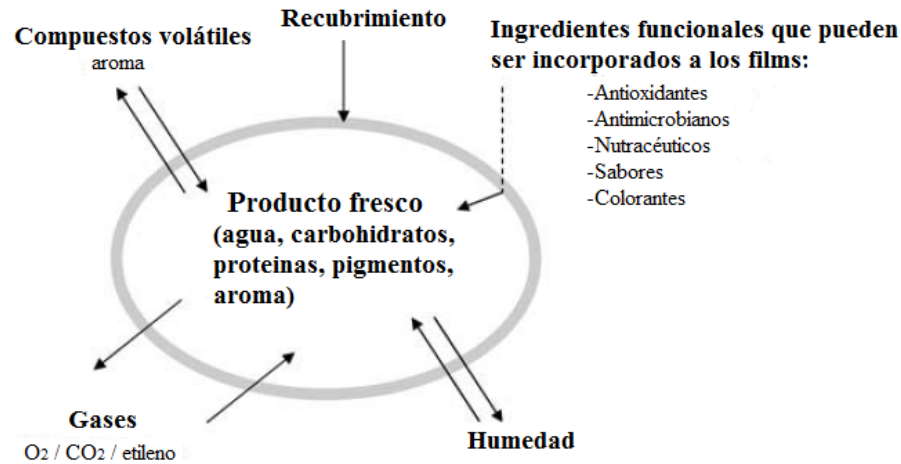 Compuestos volátiles
aroma
Recubrimiento
Ingredientes funcionales que pueden
ser incorporados a los films:
-Antioxidantes
-Antimicrobianos
-Nutracéuticos
-Sabores
-Colorantes
Producto fresco
(agua, carbohidratos,
proteinas, pigmentos,
aroma)
Gases
O2 / CO2 / etileno
Humedad